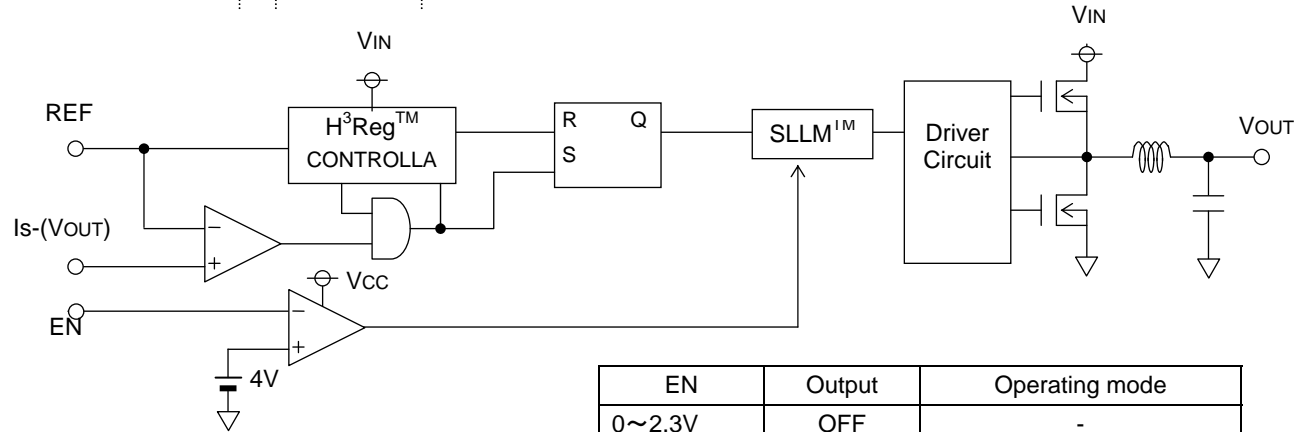 VIN
VIN
REF
H³Reg™
CONTROLLA
R Q
S
SLLM™
Driver
Circuit
VOUT
Is-(VOUT)
−
+
VCC
EN
−
+
4V
EN Output Operating mode
0～2.3V OFF -